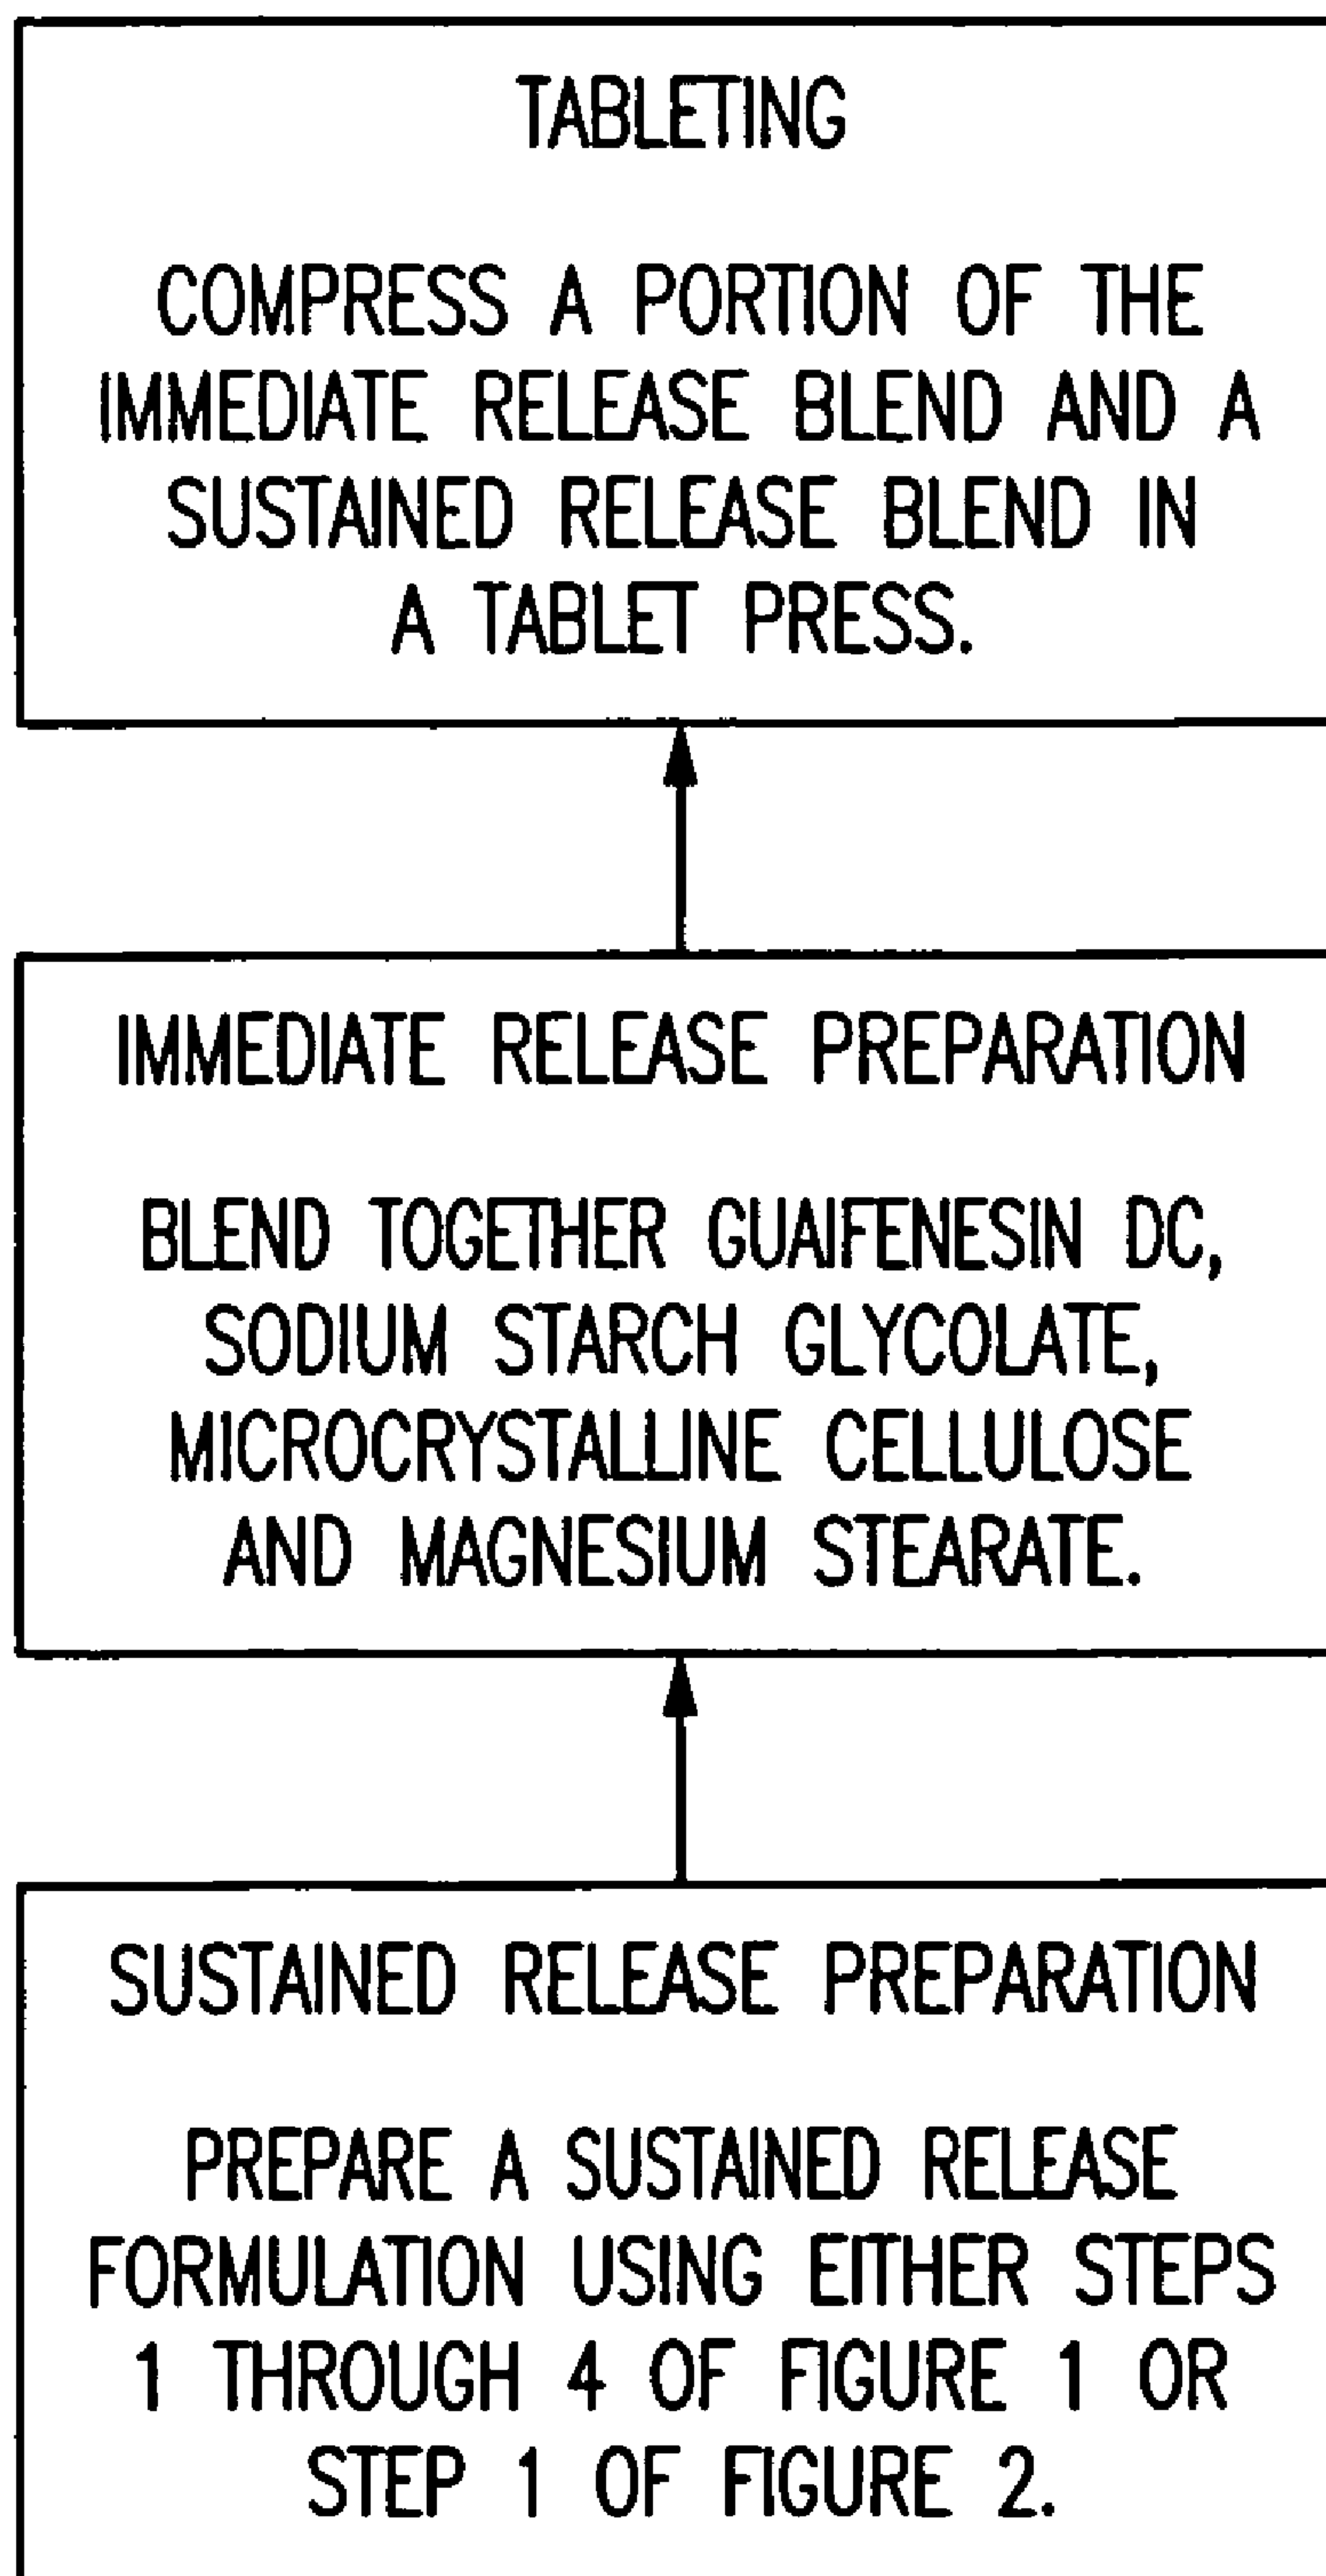 TABLETING
COMPRESS A PORTION OF THE
IMMEDIATE RELEASE BLEND AND A
SUSTAINED RELEASE BLEND IN
A TABLET PRESS.
IMMEDIATE RELEASE PREPARATION
BLEND TOGETHER GUAIFENESIN DC,
SODIUM STARCH GLYCOLATE,
MICROCRYSTALLINE CELLULOSE
AND MAGNESIUM STEARATE.
SUSTAINED RELEASE PREPARATION
PREPARE A SUSTAINED RELEASE
FORMULATION USING EITHER STEPS
1 THROUGH 4 OF FIGURE 1 OR
STEP 1 OF FIGURE 2.